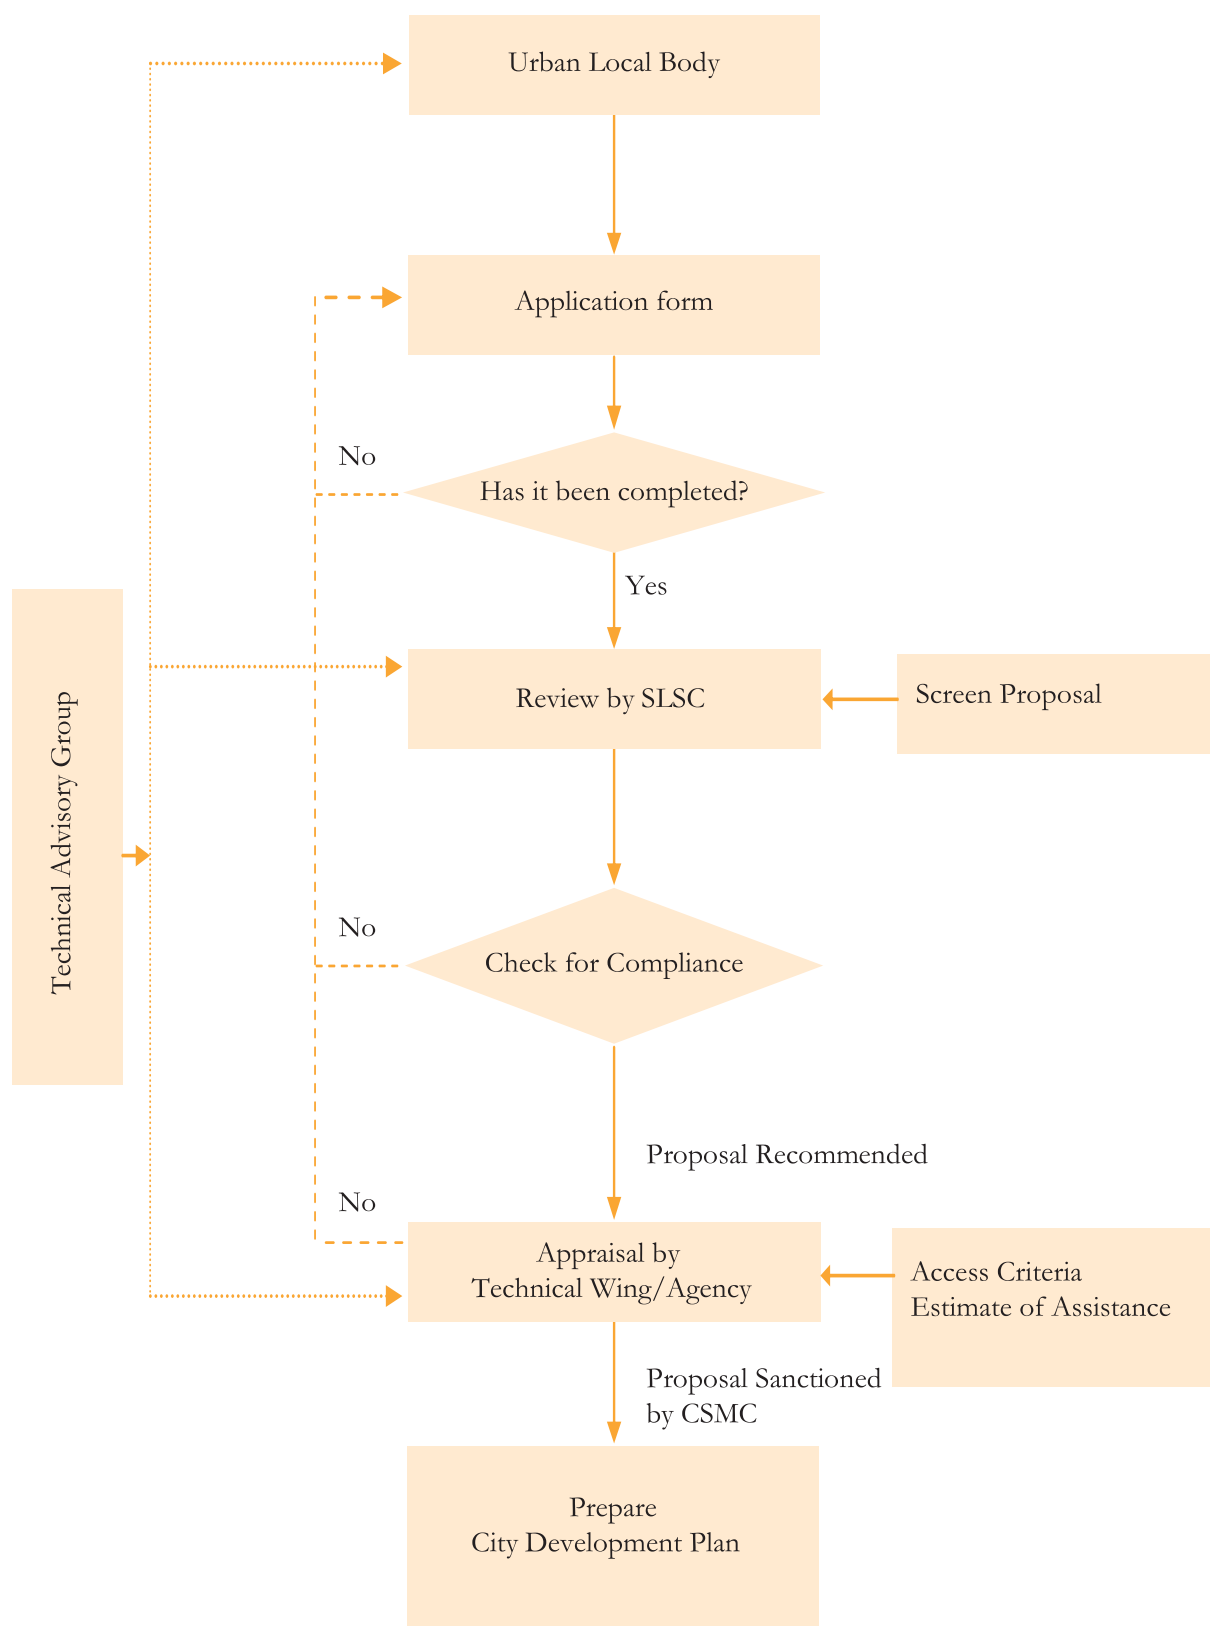 Urban Local Body
Application form
No
Has it been completed?
Yes
Technical Advisory Group
Review by SLSC
Screen Proposal
No
Check for Compliance
Proposal Recommended
No
Appraisal by
Technical Wing/Agency
Access Criteria
Estimate of Assistance
Proposal Sanctioned
by CSMC
Prepare
City Development Plan